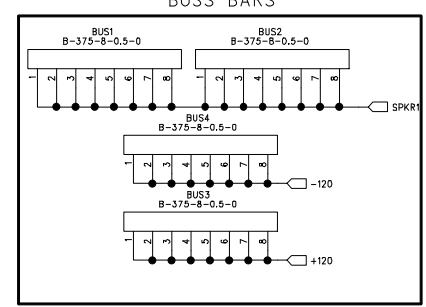 BUSS BARS
BUS1
B-375-8-0.5-0
BUS2
B-375-8-0.5-0
1 2 3 4 5 6 7 8
1 2 3 4 5 6 7 8
SPKR1
BUS4
B-375-8-0.5-0
1 2 3 4 5 6 7 8
-120
BUS3
B-375-8-0.5-0
1 2 3 4 5 6 7 8
+120